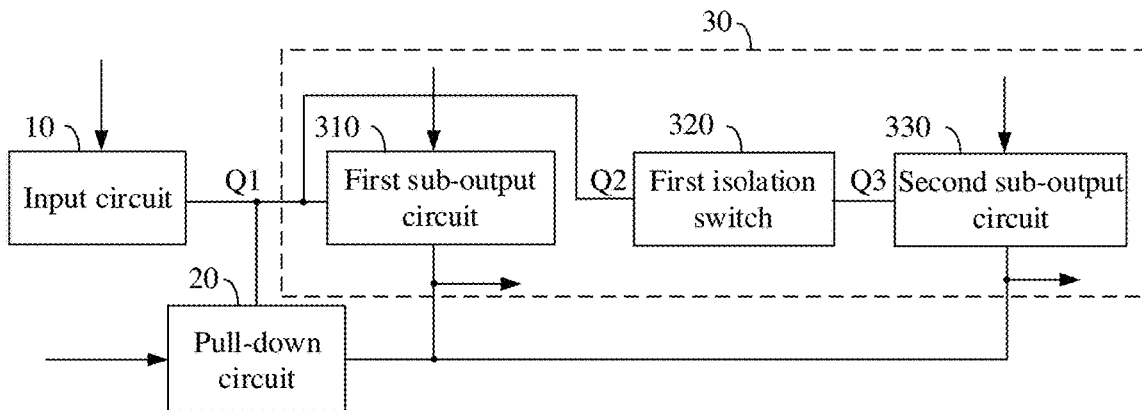 30
10
310
320
330
Input circuit
Q1
First sub-output
circuit
Q2
First isolation
switch
Q3
Second sub-output
circuit
20
Pull-down
circuit